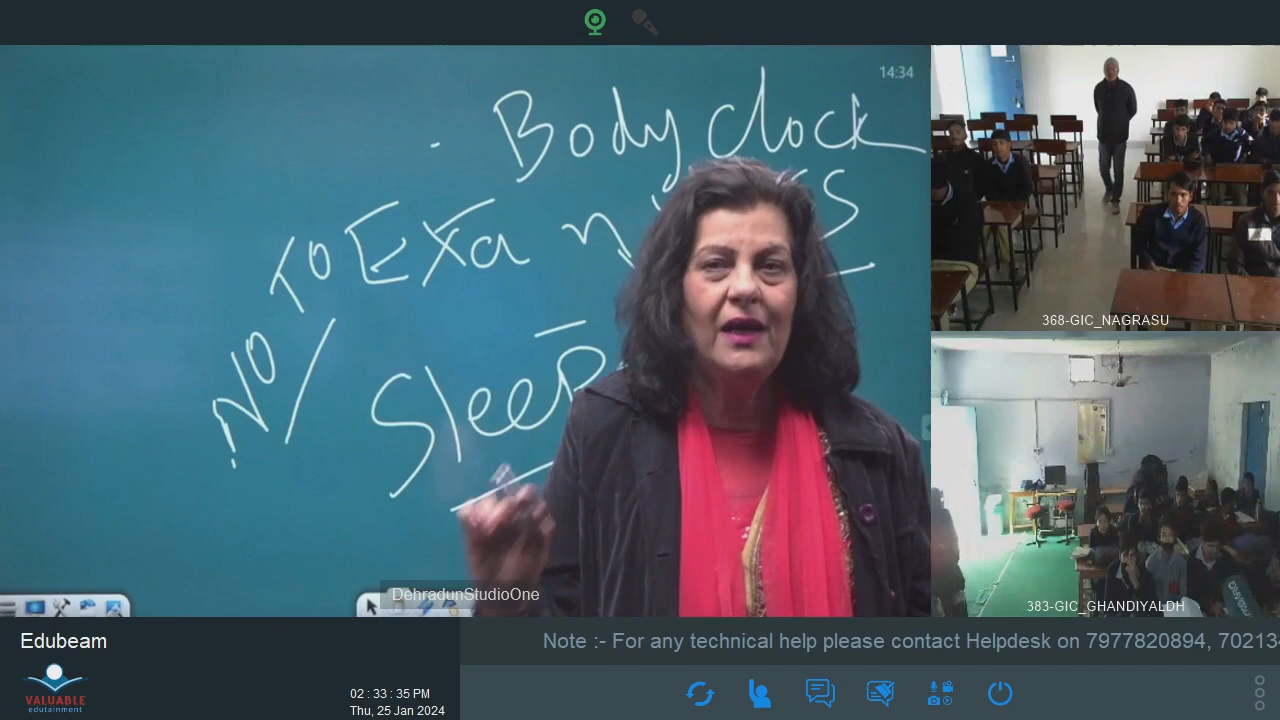 14:34
Body clock
TO Exa
NO/
Sleep
368-GIC_NAGRASU
DehradunStudioOne
383-GIC_GHANDIYALDH
Edubeam
Note :- For any technical help please contact Helpdesk on 7977820894, 70213
VALUABLE
edutainment
02 : 33 : 35 PM
Thu, 25 Jan 2024